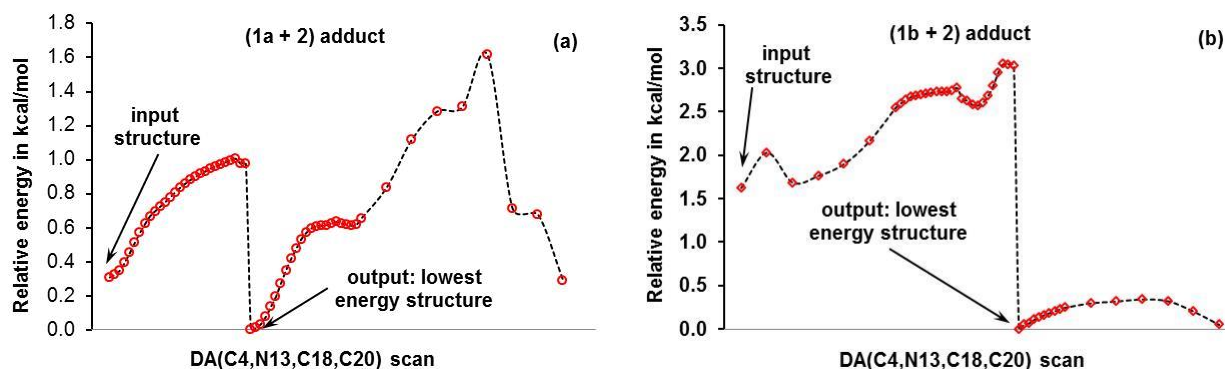 (1a + 2) adduct
(a)
Relative energy in kcal/mol
1.8
1.6
1.4
1.2
1.0
0.8
0.6
0.4
0.2
0.0
input
structure
output: lowest
energy structure
DA(C4,N13,C18,C20) scan
(1b + 2) adduct
(b)
Relative energy in kcal/mol
3.5
3.0
2.5
2.0
1.5
1.0
0.5
0.0
input
structure
output: lowest
energy structure
DA(C4,N13,C18,C20) scan